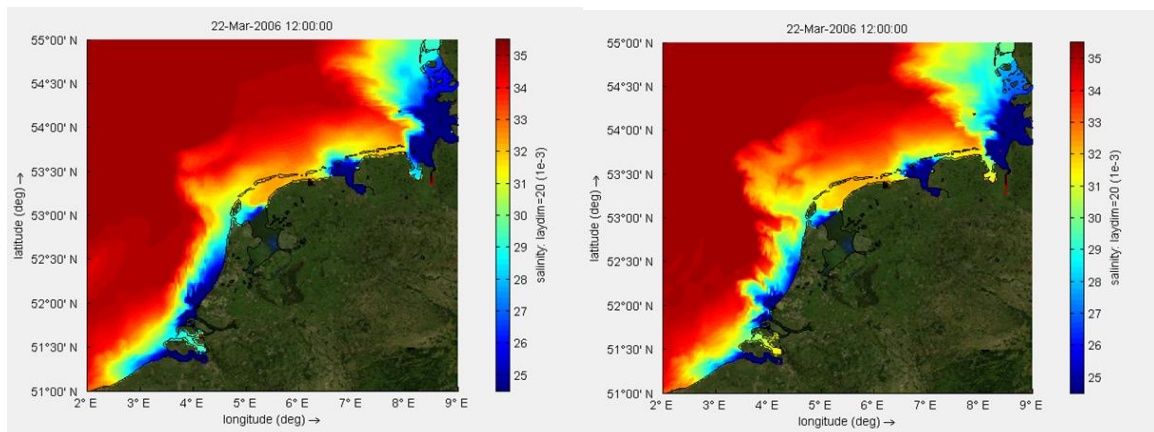 22-Mar-2006 12:00:00
55°00' N
54°30' N
54°00' N
53°30' N
53°00' N
52°30' N
52°00' N
51°30' N
51°00' N
latitude (deg) →
2° E 3° E 4° E 5° E 6° E 7° E 8° E 9° E
longitude (deg) →
35
34
33
32
31
30
29
28
27
26
25
salinity: laydim=20 (1e-3)
22-Mar-2006 12:00:00
55°00' N
54°30' N
54°00' N
53°30' N
53°00' N
52°30' N
52°00' N
51°30' N
51°00' N
latitude (deg) →
2° E 3° E 4° E 5° E 6° E 7° E 8° E 9° E
longitude (deg) →
35
34
33
32
31
30
29
28
27
26
25
salinity: laydim=20 (1e-3)